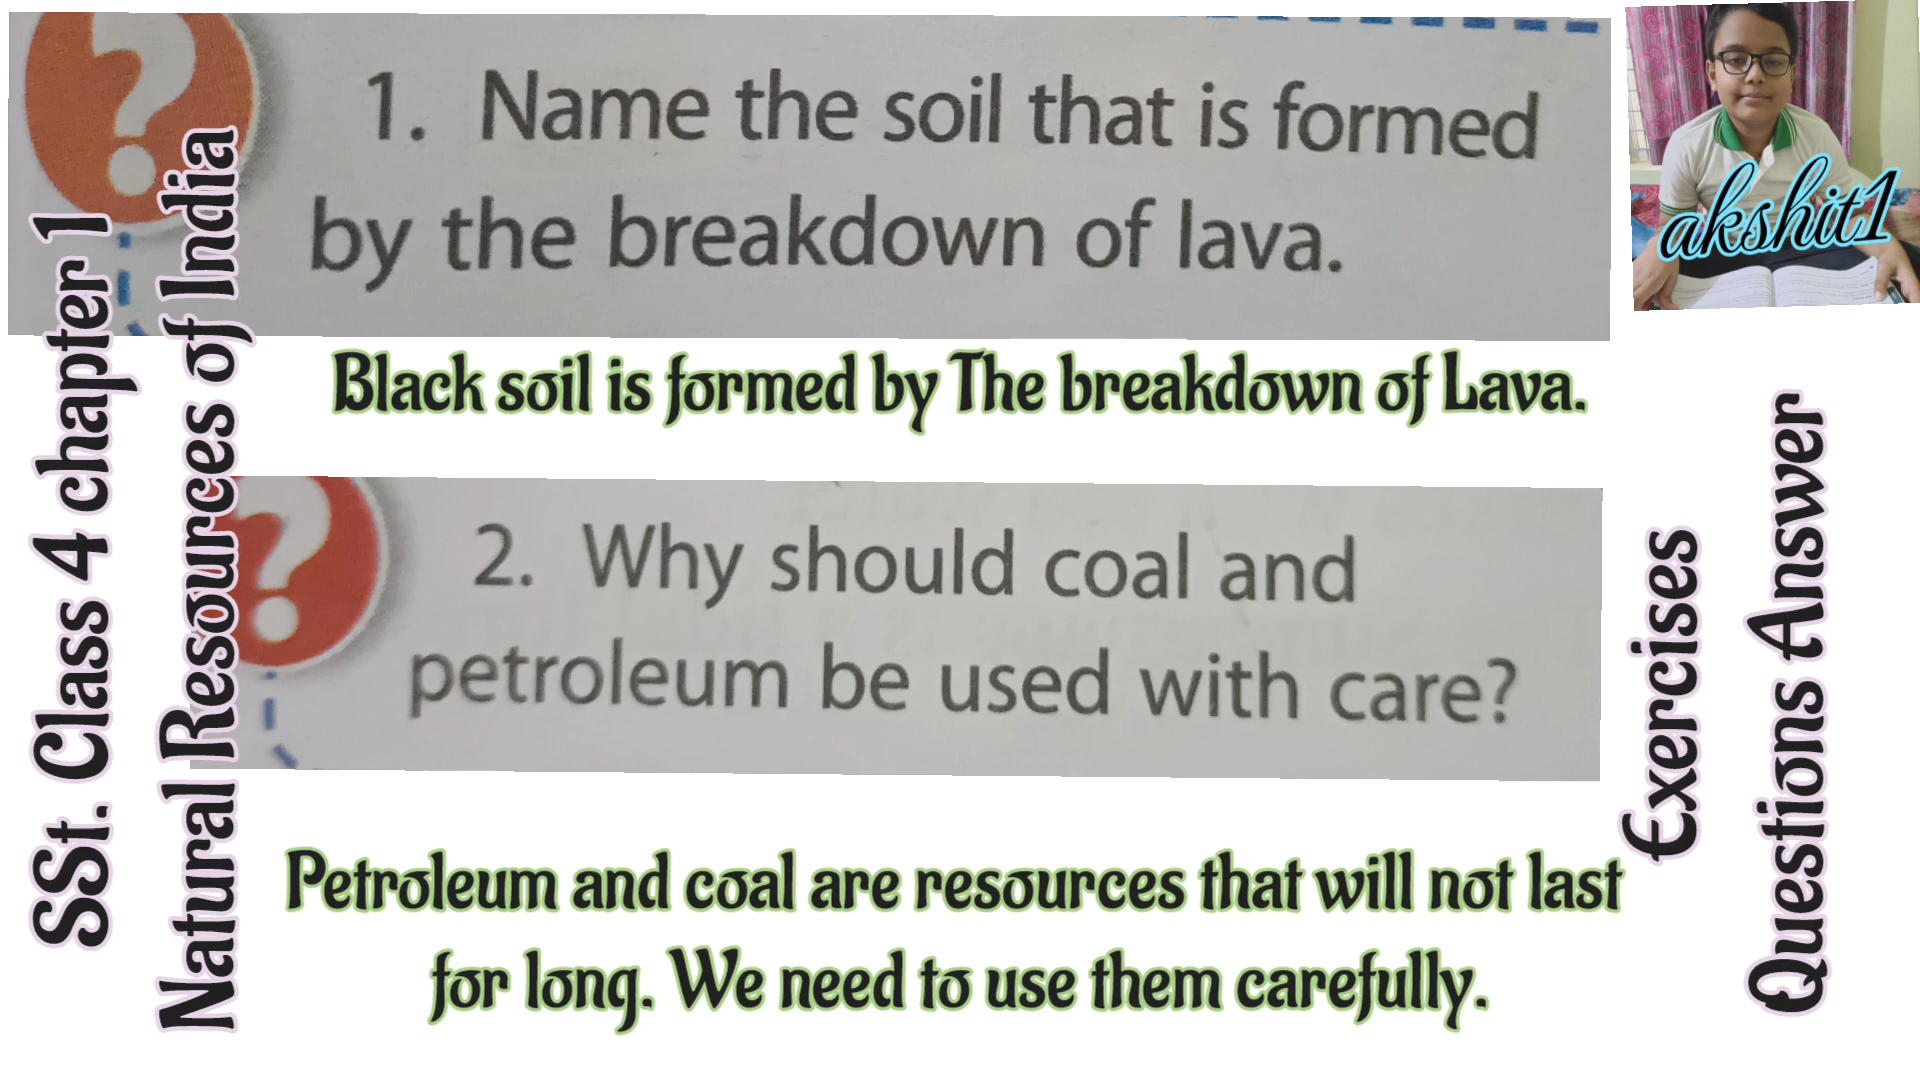 SSt. Class 4 chapter 1
Natural Resources of India
1. Name the soil that is formed
by the breakdown of lava.
Black soil is formed by The breakdown of Lava.
2. Why should coal and
petroleum be used with care?
Petroleum and coal are resources that will not last
for long. We need to use them carefully.
akshit1
Exercises
Questions Answer